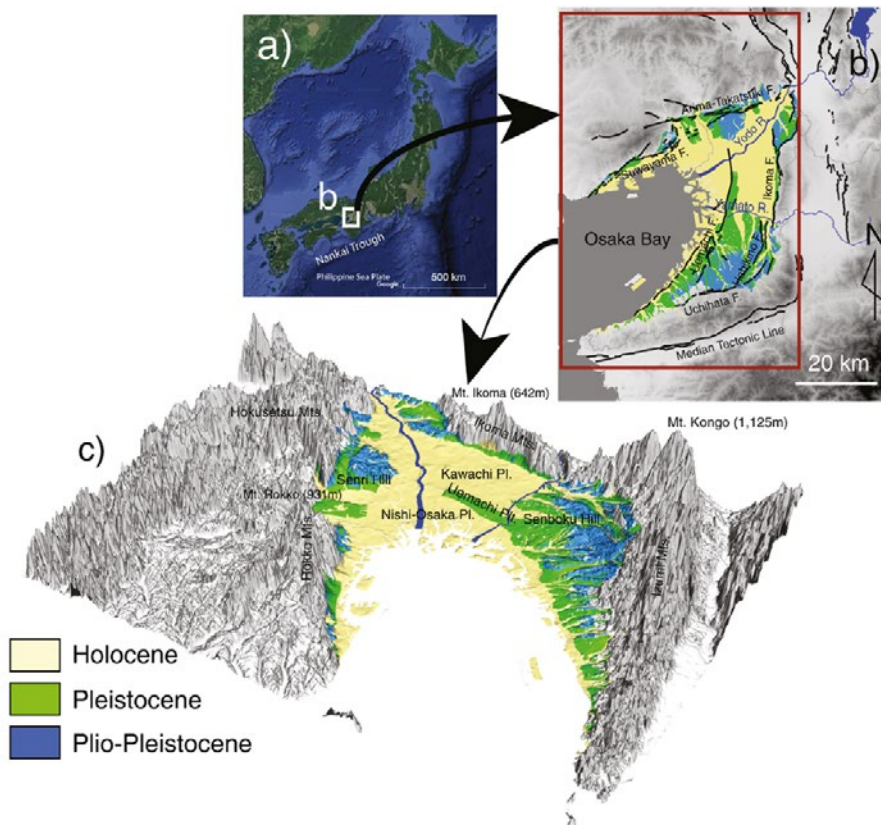 a)
b
Nankai Trough
Philippine Sea Plate
Google
500 km
b)
Arima-Takatsuki F.
Yodo R.
Suwayama F.
Ikoma F.
Yamato R.
Osaka Bay
Uchihata F.
Median Tectonic Line
N
20 km
c)
Mt. Ikoma (642m)
Mt. Kongo (1,125m)
Hokusetsu Mts.
Ikoma Mts.
Kawachi Pl.
Senri Hill
Mt. Rokko (931m)
Uemachi Pl.
Nishi-Osaka Pl.
Senboku Hill
Rokko Mts.
Izumi Mts.
Holocene
Pleistocene
Plio-Pleistocene